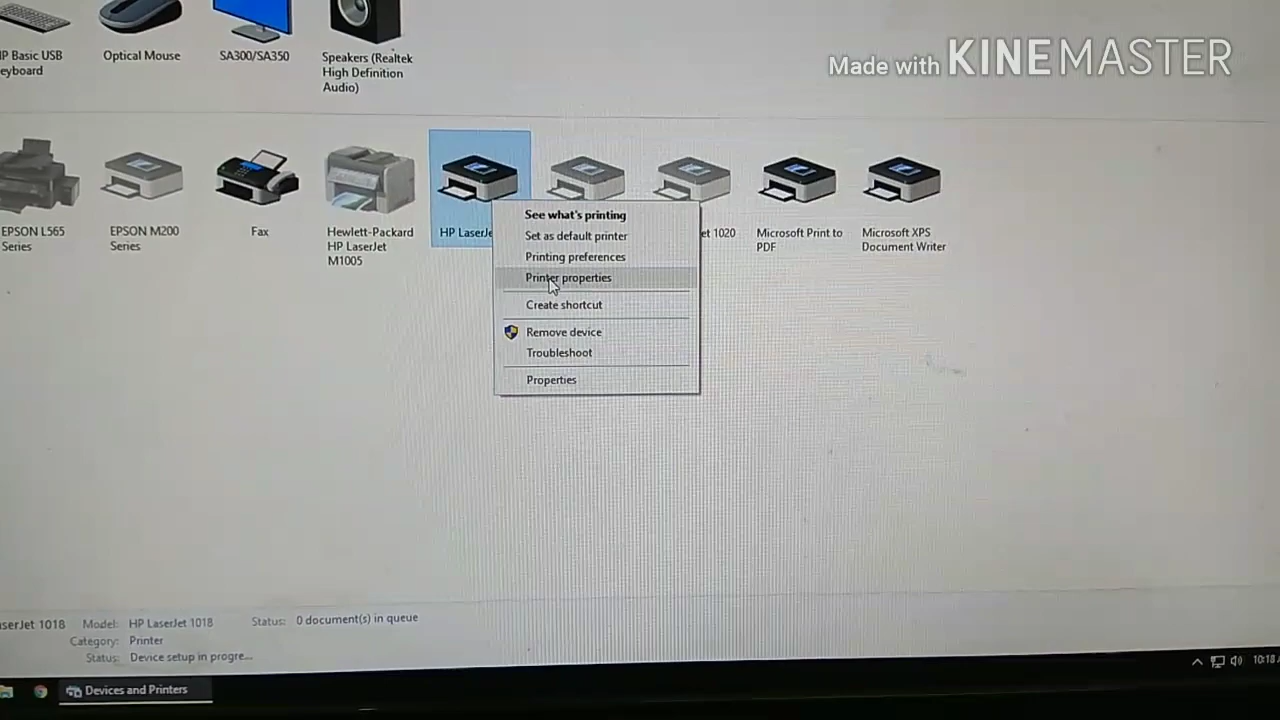 Made with KINEMASTER
HP Basic USB
Keyboard
Optical Mouse
SA300/SA350
Speakers (Realtek
High Definition
Audio)
EPSON L565
Series
EPSON M200
Series
Fax
Hewlett-Packard
HP LaserJet
M1005
HP LaserJe
et 1020
Microsoft Print to
PDF
Microsoft XPS
Document Writer
See what's printing
Set as default printer
Printing preferences
Printer properties
Create shortcut
Remove device
Troubleshoot
Properties
serJet 1018 Model: HP LaserJet 1018 Status: 0 document(s) in queue
Category: Printer
Status: Device setup in progre...
Devices and Printers
10:18